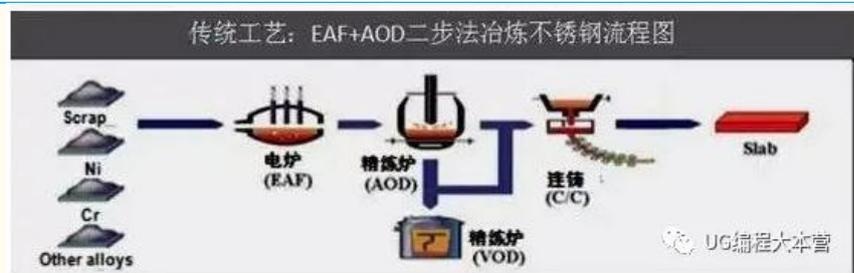 传统工艺：EAF+AOD二步法冶炼不锈钢流程图
Scrap
Ni
Cr
Other alloys
电炉
(EAF)
精炼炉
(AOD)
精炼炉
(VOD)
连铸
(C/C)
Slab
UG编程大本营